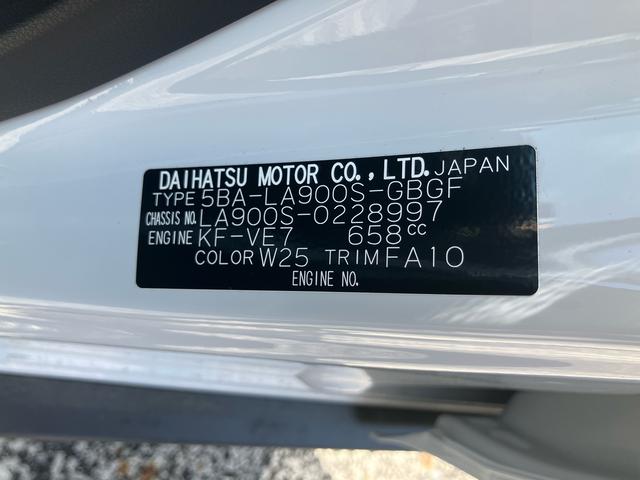 DAIHATSU MOTOR CO., LTD. JAPAN
TYPE 5BA-LA900S-GBGF
CHASSIS NO. LA900S-0228997
ENGINE KF-VE7 658cc
COLOR W25 TRIM FA10
ENGINE NO.